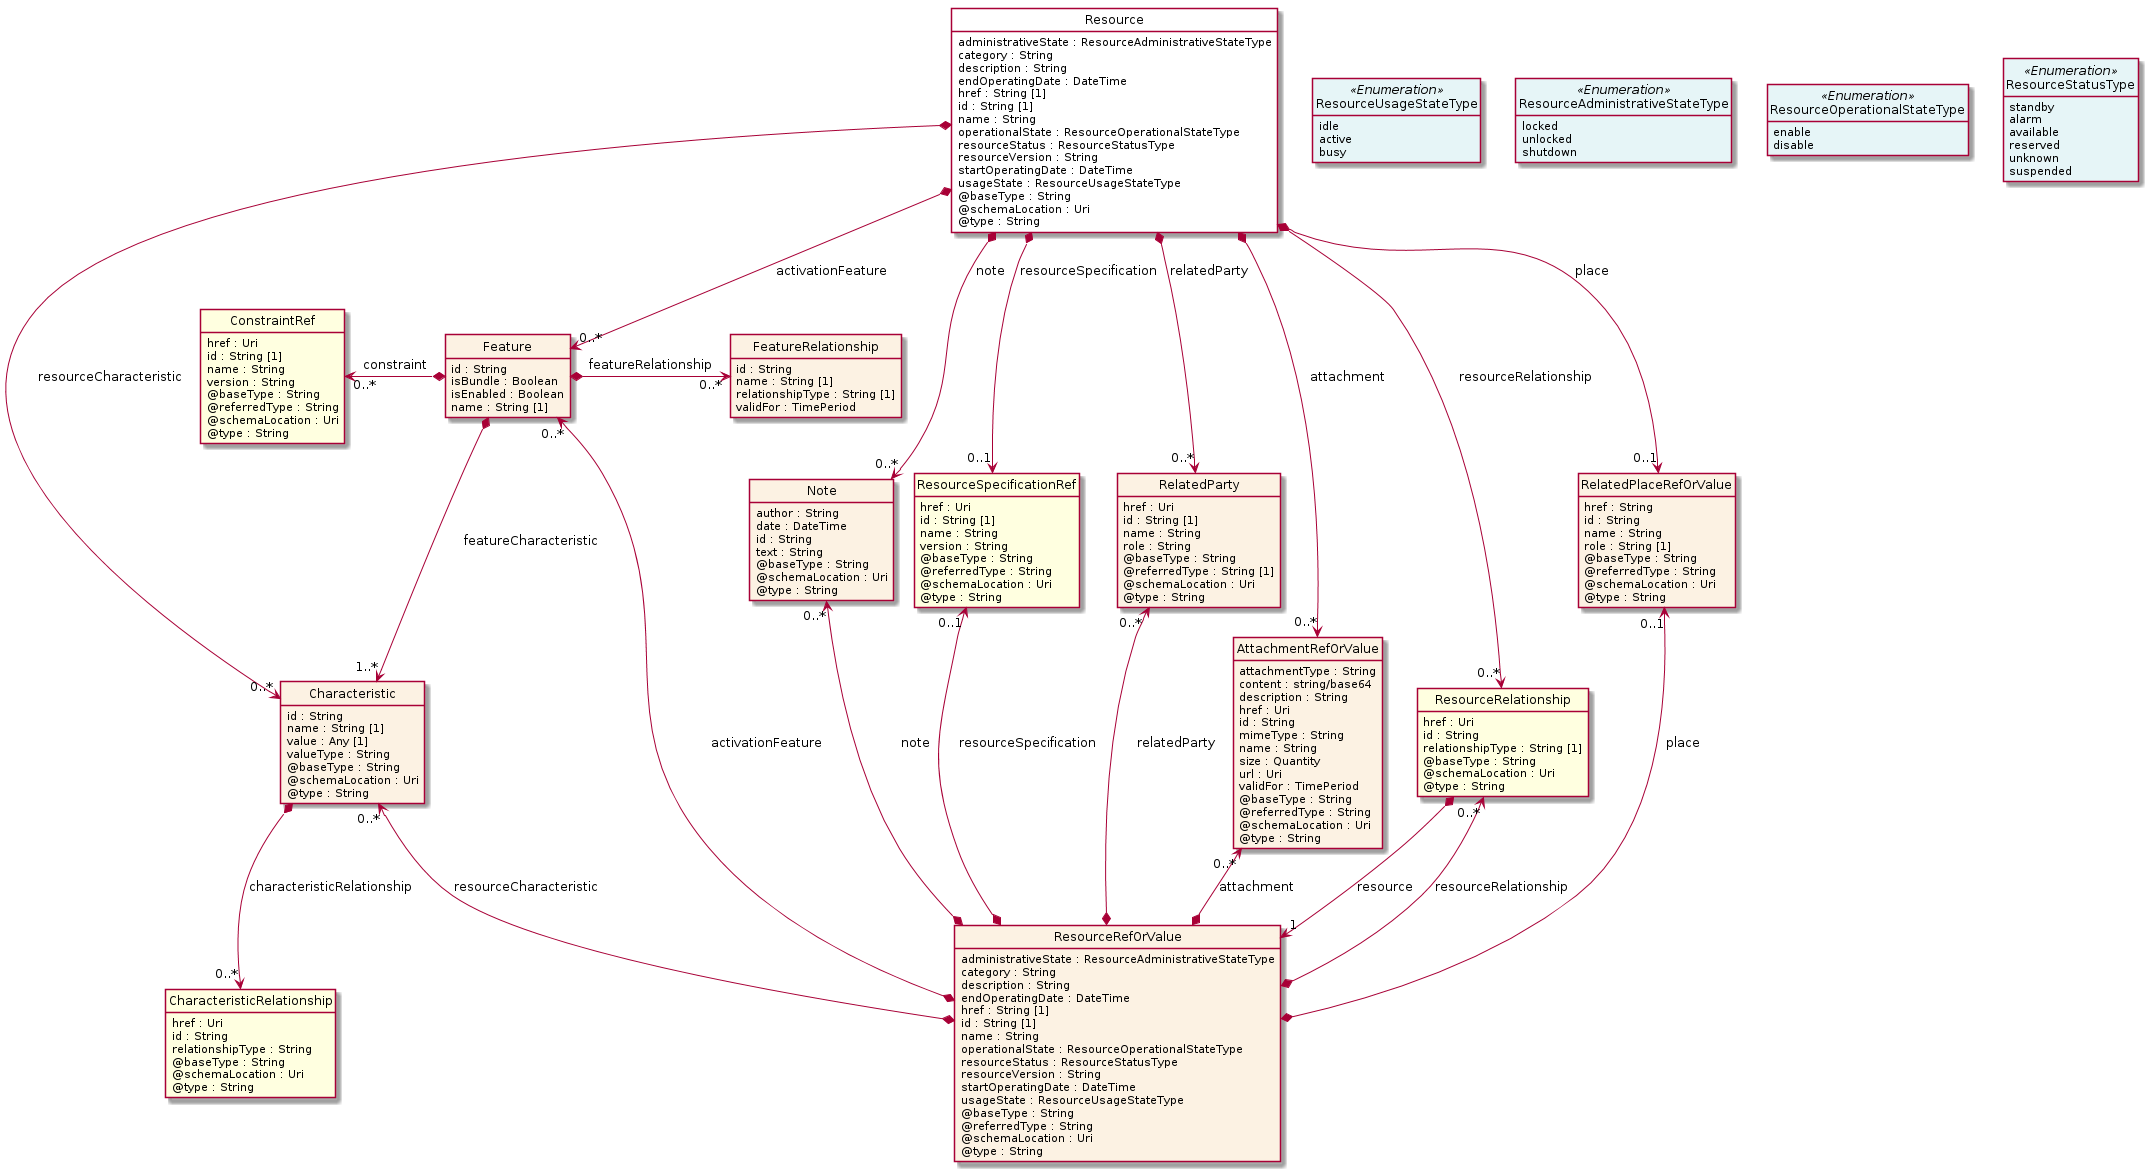 Resource
administrativeState : ResourceAdministrativeStateType
category : String
description : String
endOperatingDate : DateTime
href : String [1]
id : String [1]
name : String
operationalState : ResourceOperationalStateType
resourceStatus : ResourceStatusType
resourceVersion : String
startOperatingDate : DateTime
usageState : ResourceUsageStateType
@baseType : String
@schemaLocation : Uri
@type : String
«Enumeration»
ResourceUsageStateType
idle
active
busy
«Enumeration»
ResourceAdministrativeStateType
locked
unlocked
shutdown
«Enumeration»
ResourceOperationalStateType
enable
disable
«Enumeration»
ResourceStatusType
standby
alarm
available
reserved
unknown
suspended
activationFeature
note
resourceSpecification
relatedParty
place
attachment
resourceRelationship
resourceCharacteristic
ConstraintRef
href : Uri
id : String [1]
name : String
version : String
@baseType : String
@referredType : String
@schemaLocation : Uri
@type : String
constraint
0..*
Feature
id : String
isBundle : Boolean
isEnabled : Boolean
name : String [1]
0..*
0..*
featureRelationship
0..*
FeatureRelationship
id : String
name : String [1]
relationshipType : String [1]
validFor : TimePeriod
0..*
Note
author : String
date : DateTime
id : String
text : String
@baseType : String
@schemaLocation : Uri
@type : String
0..*
0..1
ResourceSpecificationRef
href : Uri
id : String [1]
name : String
version : String
@baseType : String
@referredType : String
@schemaLocation : Uri
@type : String
0..1
0..*
RelatedParty
href : Uri
id : String [1]
name : String
role : String
@baseType : String
@referredType : String [1]
@schemaLocation : Uri
@type : String
0..*
0..1
RelatedPlaceRefOrValue
href : String
id : String
name : String
role : String [1]
@baseType : String
@referredType : String
@schemaLocation : Uri
@type : String
0..1
featureCharacteristic
0..*
AttachmentRefOrValue
attachmentType : String
content : string/base64
description : String
href : Uri
id : String
mimeType : String
name : String
size : Quantity
url : Uri
validFor : TimePeriod
@baseType : String
@referredType : String
@schemaLocation : Uri
@type : String
0..*
0..*
ResourceRelationship
href : Uri
id : String
relationshipType : String [1]
@baseType : String
@schemaLocation : Uri
@type : String
0..*
1..*
0..*
Characteristic
id : String
name : String [1]
value : Any [1]
valueType : String
@baseType : String
@schemaLocation : Uri
@type : String
0..*
activationFeature
note
resourceSpecification
relatedParty
place
characteristicRelationship
resourceCharacteristic
attachment
resource
resourceRelationship
1
0..*
CharacteristicRelationship
href : Uri
id : String
relationshipType : String
@baseType : String
@schemaLocation : Uri
@type : String
ResourceRefOrValue
administrativeState : ResourceAdministrativeStateType
category : String
description : String
endOperatingDate : DateTime
href : String [1]
id : String [1]
name : String
operationalState : ResourceOperationalStateType
resourceStatus : ResourceStatusType
resourceVersion : String
startOperatingDate : DateTime
usageState : ResourceUsageStateType
@baseType : String
@referredType : String
@schemaLocation : Uri
@type : String